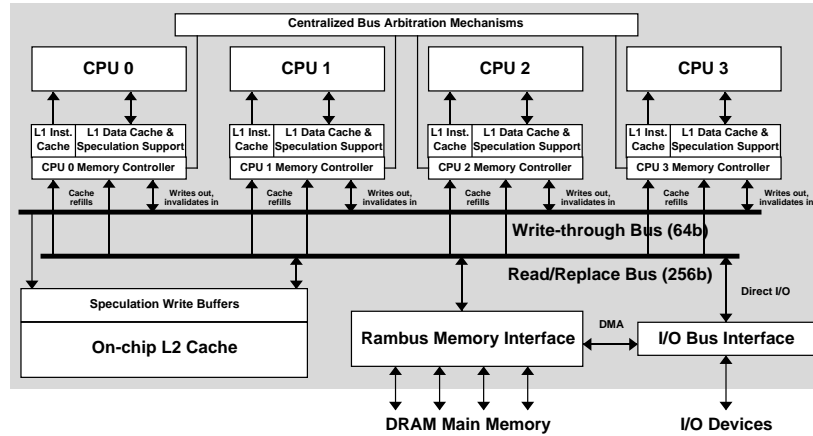 Centralized Bus Arbitration Mechanisms
CPU 0
CPU 1
CPU 2
CPU 3
L1 Inst. Cache
L1 Data Cache & Speculation Support
L1 Inst. Cache
L1 Data Cache & Speculation Support
L1 Inst. Cache
L1 Data Cache & Speculation Support
L1 Inst. Cache
L1 Data Cache & Speculation Support
CPU 0 Memory Controller
CPU 1 Memory Controller
CPU 2 Memory Controller
CPU 3 Memory Controller
Cache refills
Writes out, invalidates in
Cache refills
Writes out, invalidates in
Cache refills
Writes out, invalidates in
Cache refills
Writes out, invalidates in
Write-through Bus (64b)
Read/Replace Bus (256b)
Speculation Write Buffers
On-chip L2 Cache
Rambus Memory Interface
DMA
Direct I/O
I/O Bus Interface
DRAM Main Memory
I/O Devices